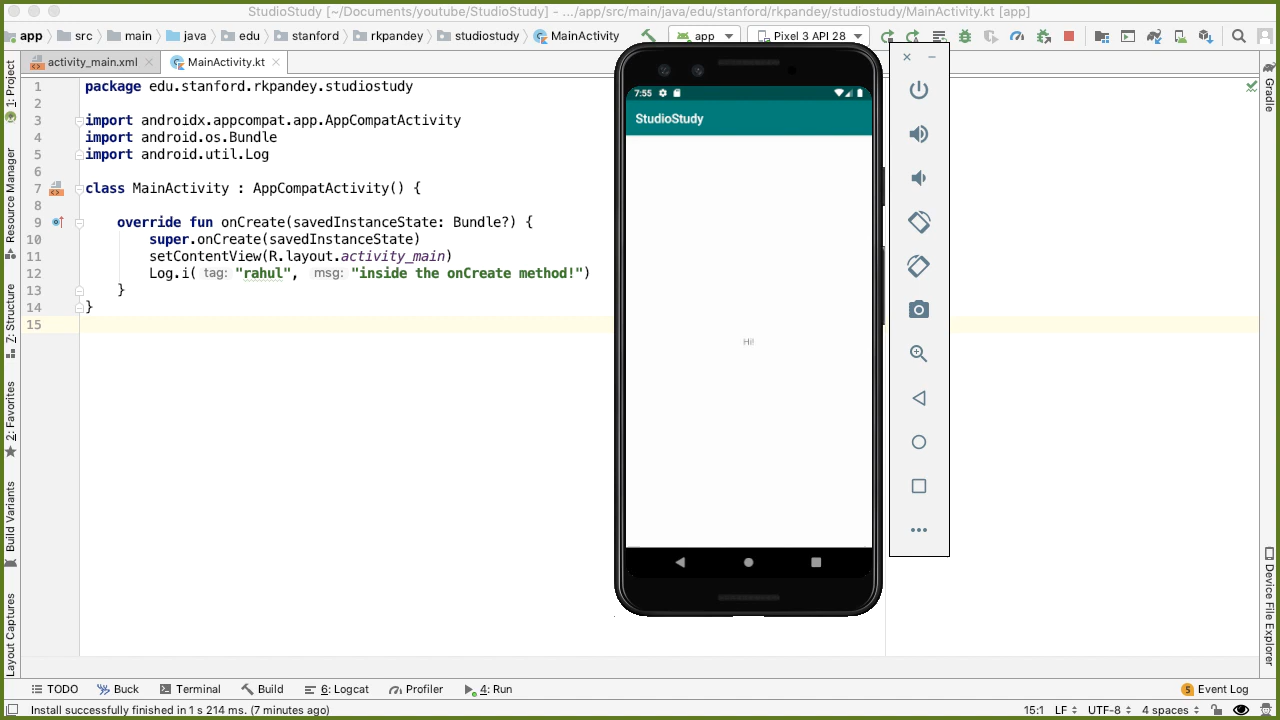 StudioStudy [~/Documents/youtube/StudioStudy] - .../app/src/main/java/edu/stanford/rkpandey/studiostudy/MainActivity.kt [app]
app src main java edu stanford rkpandey studiostudy MainActivity app Pixel 3 API 28
activity_main.xml MainActivity.kt
1: Project
Resource Manager
Z: Structure
2: Favorites
Build Variants
Layout Captures
1 package edu.stanford.rkpandey.studiostudy
2
3 import androidx.appcompat.app.AppCompatActivity
4 import android.os.Bundle
5 import android.util.Log
6
7 class MainActivity : AppCompatActivity() {
8
9 override fun onCreate(savedInstanceState: Bundle?) {
10 super.onCreate(savedInstanceState)
11 setContentView(R.layout.activity_main)
12 Log.i( tag: "rahul", msg: "inside the onCreate method!")
13 }
14 }
15
7:55
StudioStudy
Hi!
Gradle
Device File Explorer
TODO Buck Terminal Build 6: Logcat Profiler 4: Run 5 Event Log
Install successfully finished in 1 s 214 ms. (7 minutes ago) 15:1 LF UTF-8 4 spaces